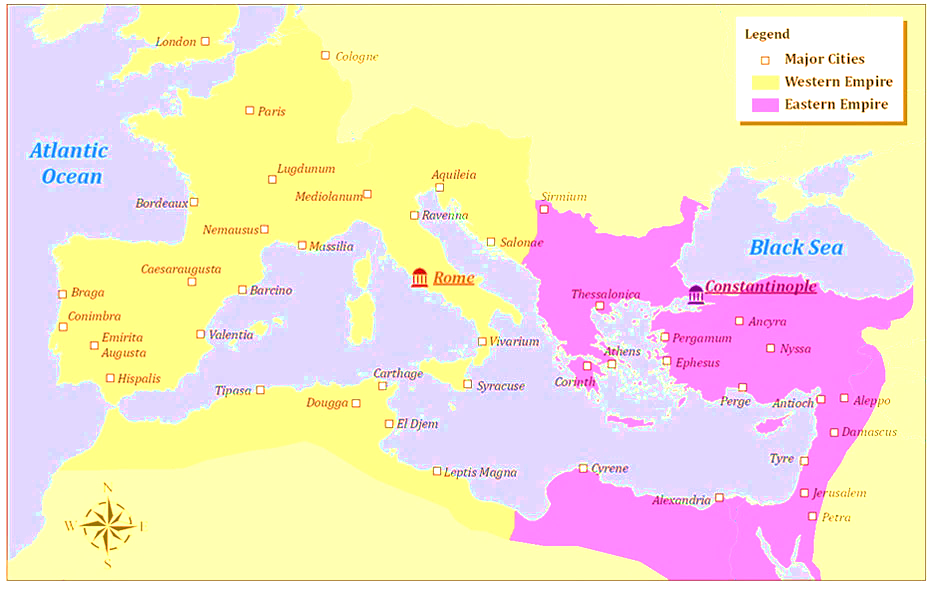 Legend
Major Cities
Western Empire
Eastern Empire
London
Cologne
Paris
Atlantic
Ocean
Lugdunum
Mediolanum
Aquileia
Bordeaux
Ravenna
Sirmium
Nemausus
Massilia
Salonae
Black Sea
Caesaraugusta
Rome
Constantinople
Braga
Barcino
Thessalonica
Conimbra
Ancyra
Emirita
Augusta
Valentia
Vivarium
Pergamum
Nyssa
Athens
Ephesus
Hispalis
Carthage
Corinth
Tipasa
Syracuse
Dougga
Perge
Antioch
Aleppo
El Djem
Damascus
Leptis Magna
Cyrene
Tyre
Alexandria
Jerusalem
Petra
N
W